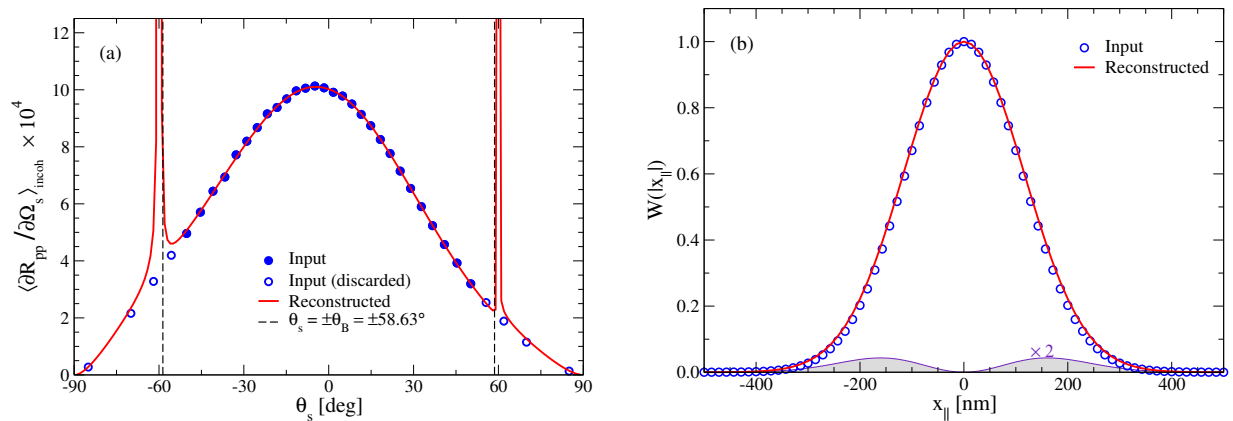 (a)
12
10
8
6
4
2
0
⟨∂R_pp/∂Ω_s⟩_incoh × 10^4
Input
Input (discarded)
Reconstructed
θ_s = ±θ_B = ±58.63°
-90 -60 -30 0 30 60 90
θ_s [deg]
(b)
1.0
0.8
0.6
0.4
0.2
0.0
W(|x_∥|)
Input
Reconstructed
× 2
-400 -200 0 200 400
x_∥ [nm]